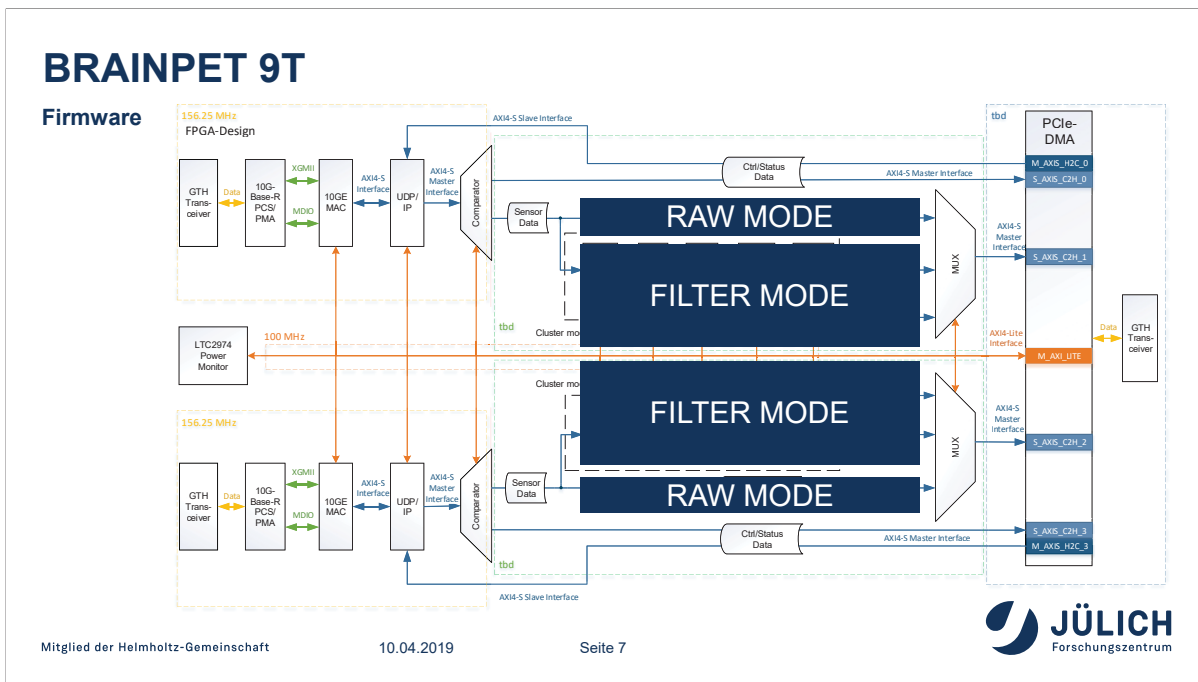 BRAINPET 9T
Firmware
156.25 MHz
FPGA-Design
GTH
Trans-
ceiver
Data
10G-
Base-R
PCS/
PMA
XGMII
MDIO
10GE
MAC
AXI4-S
Interface
UDP/
IP
AXI4-S
Master
Interface
Comparator
AXI4-S Slave Interface
Ctrl/Status
Data
AXI4-S Master Interface
Sensor
Data
RAW MODE
FILTER MODE
Cluster mo
tbd
MUX
AXI4-S
Master
Interface
tbd
PCIe-
DMA
M_AXIS_H2C_0
S_AXIS_C2H_0
S_AXIS_C2H_1
LTC2974
Power
Monitor
100 MHz
AXI4-Lite
Interface
M_AXI_LITE
Data
GTH
Trans-
ceiver
156.25 MHz
GTH
Trans-
ceiver
Data
10G-
Base-R
PCS/
PMA
XGMII
MDIO
10GE
MAC
AXI4-S
Interface
UDP/
IP
AXI4-S
Master
Interface
Comparator
Cluster mo
FILTER MODE
Sensor
Data
RAW MODE
MUX
AXI4-S
Master
Interface
S_AXIS_C2H_2
Ctrl/Status
Data
AXI4-S Master Interface
S_AXIS_C2H_3
M_AXIS_H2C_3
tbd
AXI4-S Slave Interface
Mitglied der Helmholtz-Gemeinschaft
10.04.2019
Seite 7
JÜLICH
Forschungszentrum